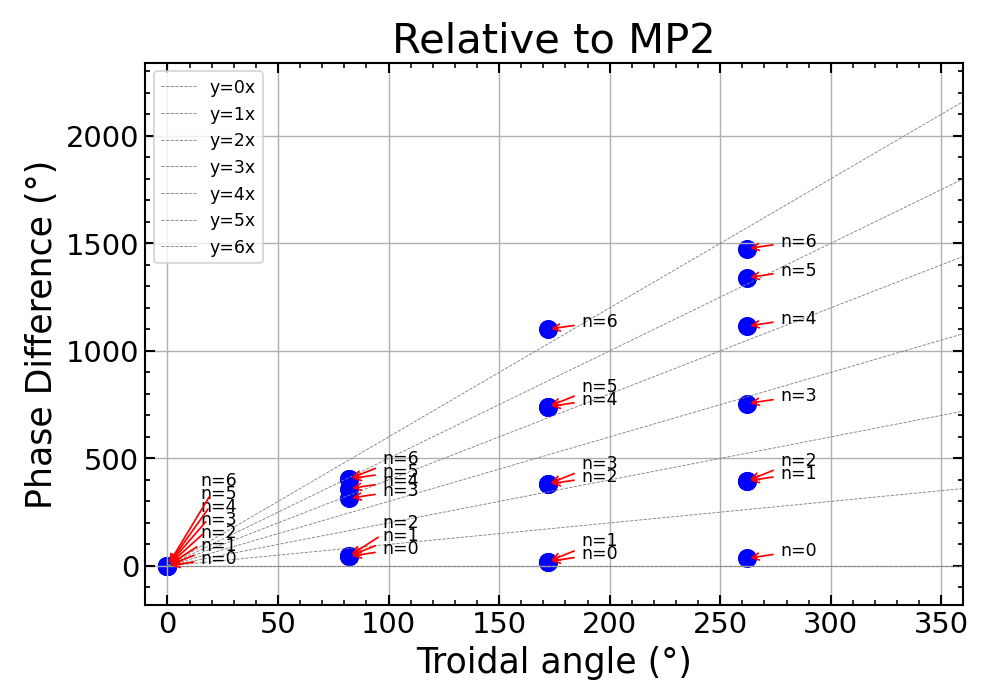 Relative to MP2
Phase Difference (°)
2000
1500
1000
500
0
y=0x
y=1x
y=2x
y=3x
y=4x
y=5x
y=6x
n=6
n=5
n=4
n=3
n=2
n=1
n=0
n=6
n=5
n=4
n=3
n=2
n=1
n=0
n=6
n=5
n=4
n=3
n=2
n=1
n=0
n=6
n=5
n=4
n=3
n=2
n=1
n=0
0 50 100 150 200 250 300 350
Troidal angle (°)